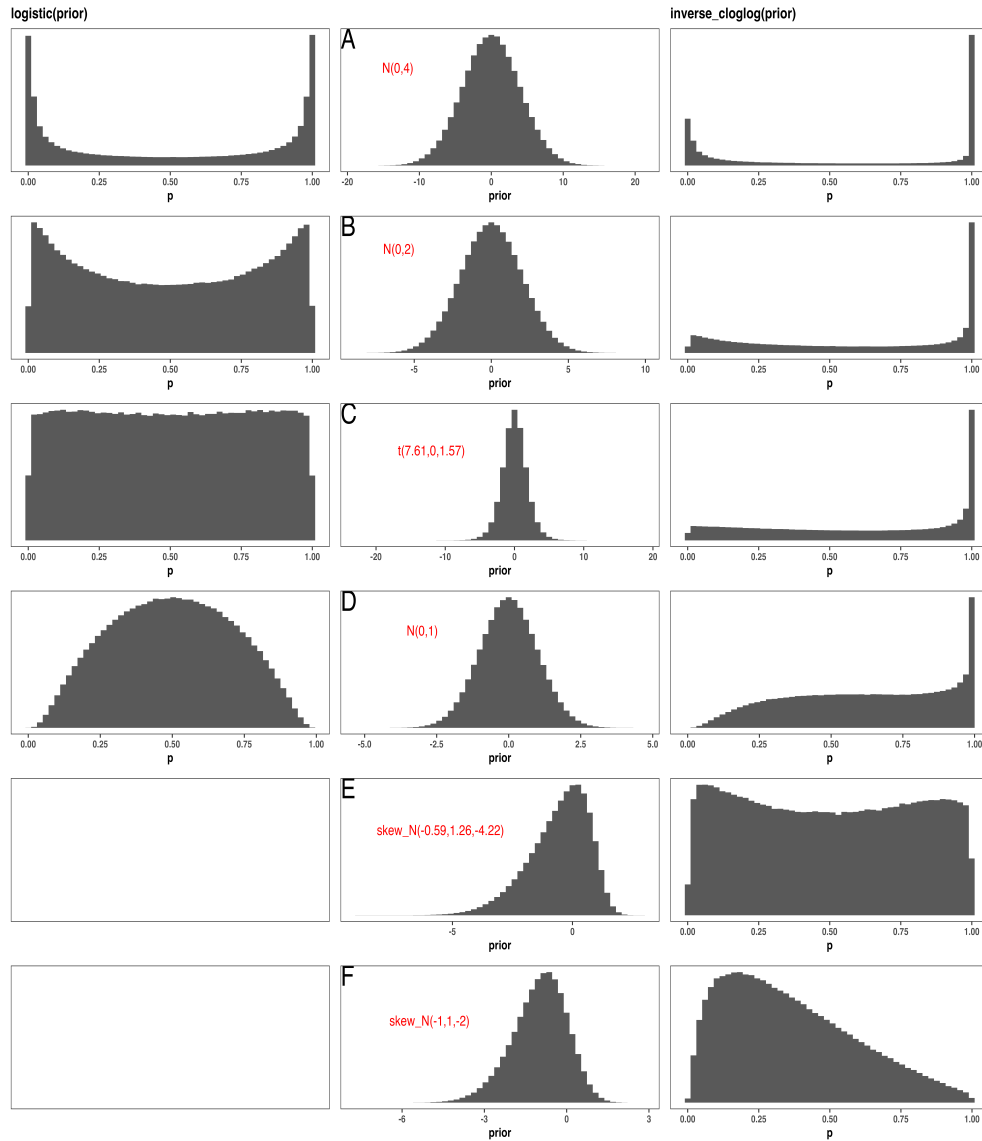 logistic(prior)
inverse_cloglog(prior)
A
N(0,4)
0.00 0.25 0.50 0.75 1.00
p
-20 -10 0 10 20
prior
0.00 0.25 0.50 0.75 1.00
p
B
N(0,2)
0.00 0.25 0.50 0.75 1.00
p
-5 0 5 10
prior
0.00 0.25 0.50 0.75 1.00
p
C
t(7.61,0,1.57)
0.00 0.25 0.50 0.75 1.00
p
-20 -10 0 10 20
prior
0.00 0.25 0.50 0.75 1.00
p
D
N(0,1)
0.00 0.25 0.50 0.75 1.00
p
-5.0 -2.5 0.0 2.5 5.0
prior
0.00 0.25 0.50 0.75 1.00
p
E
skew_N(-0.59,1.26,-4.22)
-5 0
prior
0.00 0.25 0.50 0.75 1.00
p
F
skew_N(-1,1,-2)
-6 -3 0 3
prior
0.00 0.25 0.50 0.75 1.00
p